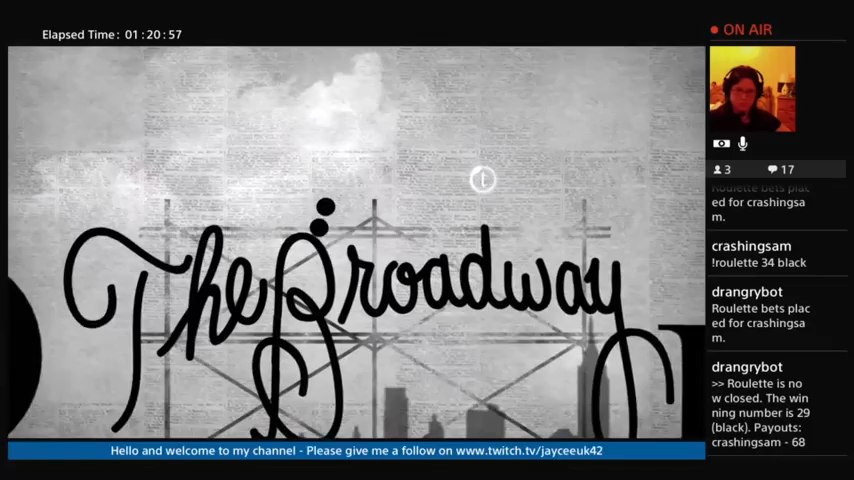 Elapsed Time: 01:20:57
ON AIR
The Broadway
t
3
17
Roulette bets plac
ed for crashingsa
m.
crashingsam
!roulette 34 black
drangrybot
Roulette bets plac
ed for crashingsa
m.
drangrybot
>> Roulette is no
w closed. The win
ning number is 29
(black). Payouts:
crashingsam - 68
Hello and welcome to my channel - Please give me a follow on www.twitch.tv/jayceeuk42